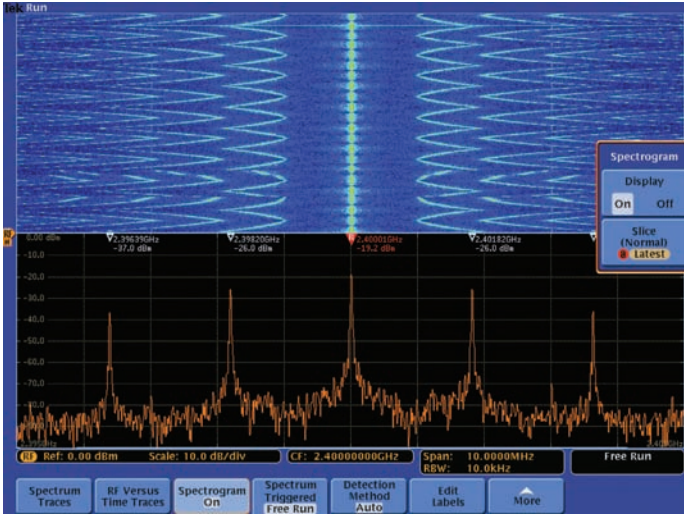 Tek Run
Spectrogram
Display
On Off
Slice
(Normal)
a Latest
RF
0.00 dBm
2.39639GHz
-37.0 dBm
2.39820GHz
-26.0 dBm
2.40001GHz
-19.2 dBm
2.40182GHz
-26.0 dBm
-10.0
-20.0
-30.0
-40.0
-60.0
-70.0
-80.0
2.395GHz
RF Ref: 0.00 dBm Scale: 10.0 dB/div
CF: 2.40000000GHz
Span: 10.0000MHz
RBW: 10.0kHz
Free Run
Spectrum
Traces
RF Versus
Time Traces
Spectrogram
On
Spectrum
Triggered
Free Run
Detection
Method
Auto
Edit
Labels
More